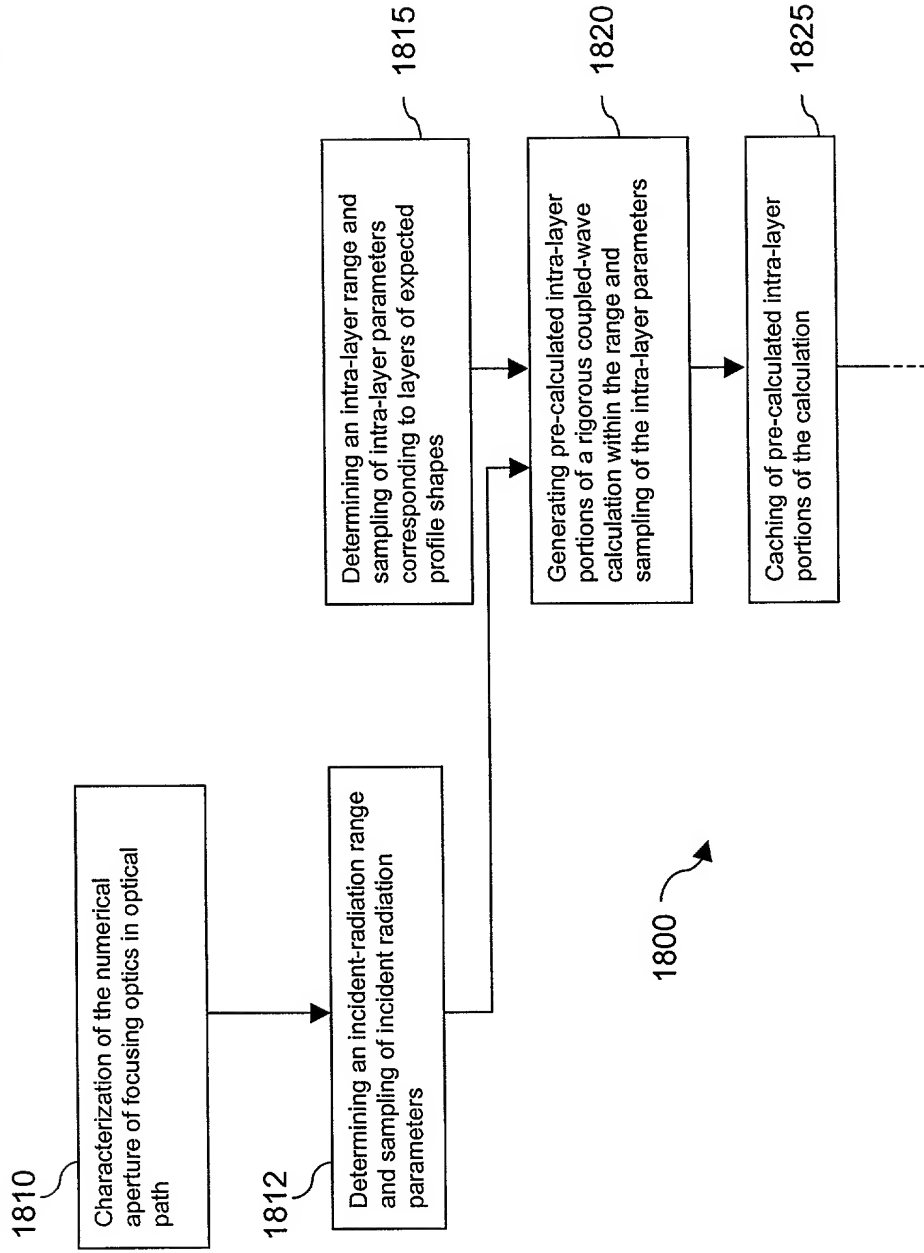 1810
Characterization of the numerical
aperture of focusing optics in optical
path
1812
Determining an incident-radiation range
and sampling of incident radiation
parameters
1815
Determining an intra-layer range and
sampling of intra-layer parameters
corresponding to layers of expected
profile shapes
1820
Generating pre-calculated intra-layer
portions of a rigorous coupled-wave
calculation within the range and
sampling of the intra-layer parameters
1825
Caching of pre-calculated intra-layer
portions of the calculation
1800